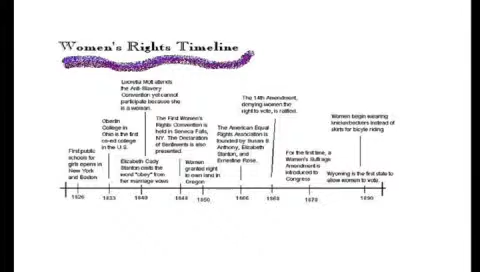 Women's Rights Timeline
Lucretia Mott attends
the Anti-Slavery
Convention yet cannot
participate because she
is a woman.
Oberlin
College in
Ohio is the first
co-ed college
in the U.S.
First public
schools for
girls opens in
New York
and Boston
Elizabeth Cady
Stanton omits the
word "obey" from
her marriage vows
The First Women's
Rights Convention is
held in Seneca Falls,
NY. The Declaration
of Sentiments is also
presented.
Women
granted right
to own land in
Oregon
The American Equal
Rights Association is
founded by Susan B
Anthony, Elizabeth
Stanton, and
Ernestine Rose.
The 14th Amendment,
denying women the
right to vote, is ratified.
For the first time, a
Women's Suffrage
Amendment is
introduced to
Congress
Women begin wearing
knickerbockers instead of
skirts for bicycle riding
Wyoming is the first state to
allow women to vote
1826 1833 1840 1848 1850 1866 1868 1878 1890